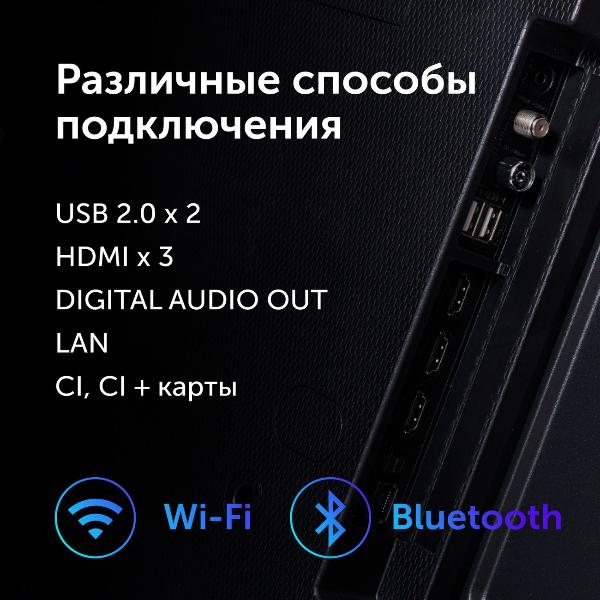 Различные способы
подключения
USB 2.0 x 2
HDMI x 3
DIGITAL AUDIO OUT
LAN
CI, CI + карты
Wi-Fi
Bluetooth